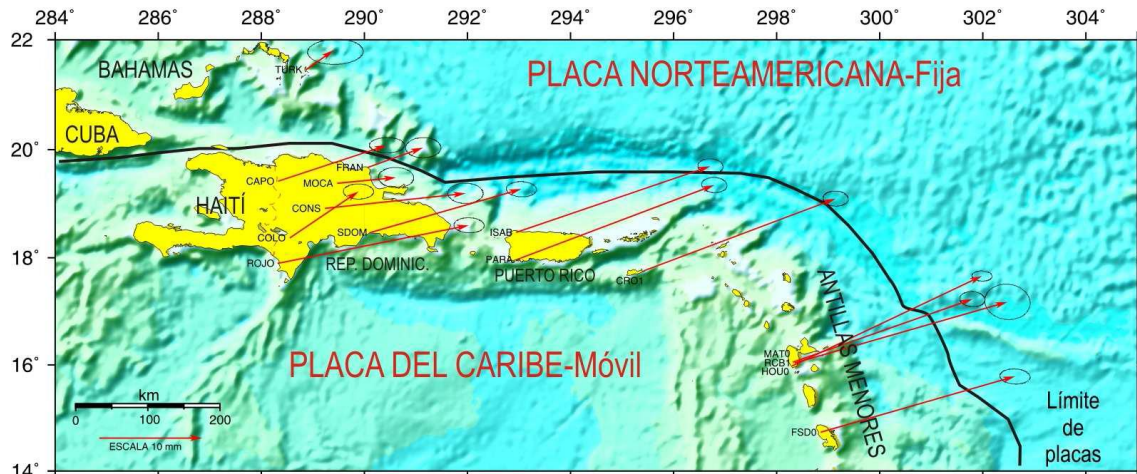 284° 286° 288° 290° 292° 294° 296° 298° 300° 302° 304°
22°
20°
18°
16°
14°
BAHAMAS
TURK
PLACA NORTEAMERICANA-Fija
CUBA
FRAN
CAPO
MOCA
HAITÍ
CONS
COLO
SDOM
ISAB
ROJO
REP. DOMINIC.
PARA
PUERTO RICO
CRO1
ANTILLAS MENORES
MAT0
RCB1
HOU0
PLACA DEL CARIBE-Móvil
km
0 100 200
ESCALA 10 mm
FSD0
Límite
de
placas